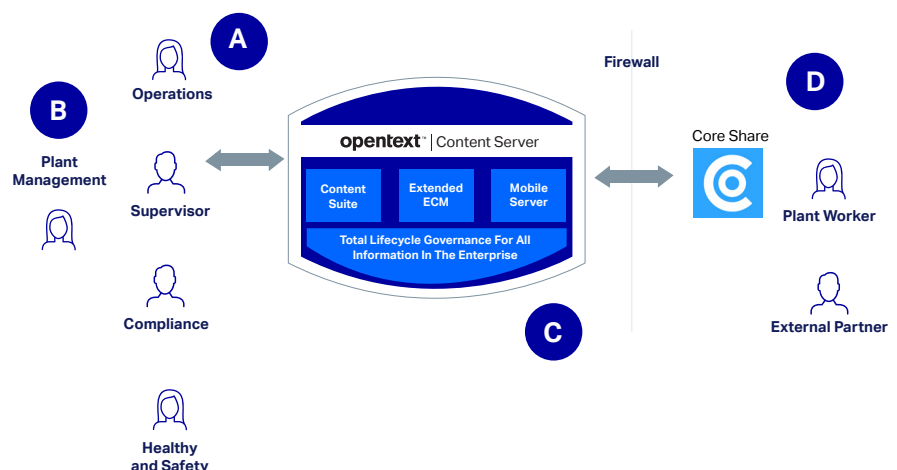 A
Operations
B
Plant
Management
Supervisor
Compliance
Healthy
and Safety
opentext™ | Content Server
Content
Suite
Extended
ECM
Mobile
Server
Total Lifecycle Governance For All
Information In The Enterprise
C
Firewall
D
Core Share
Plant Worker
External Partner